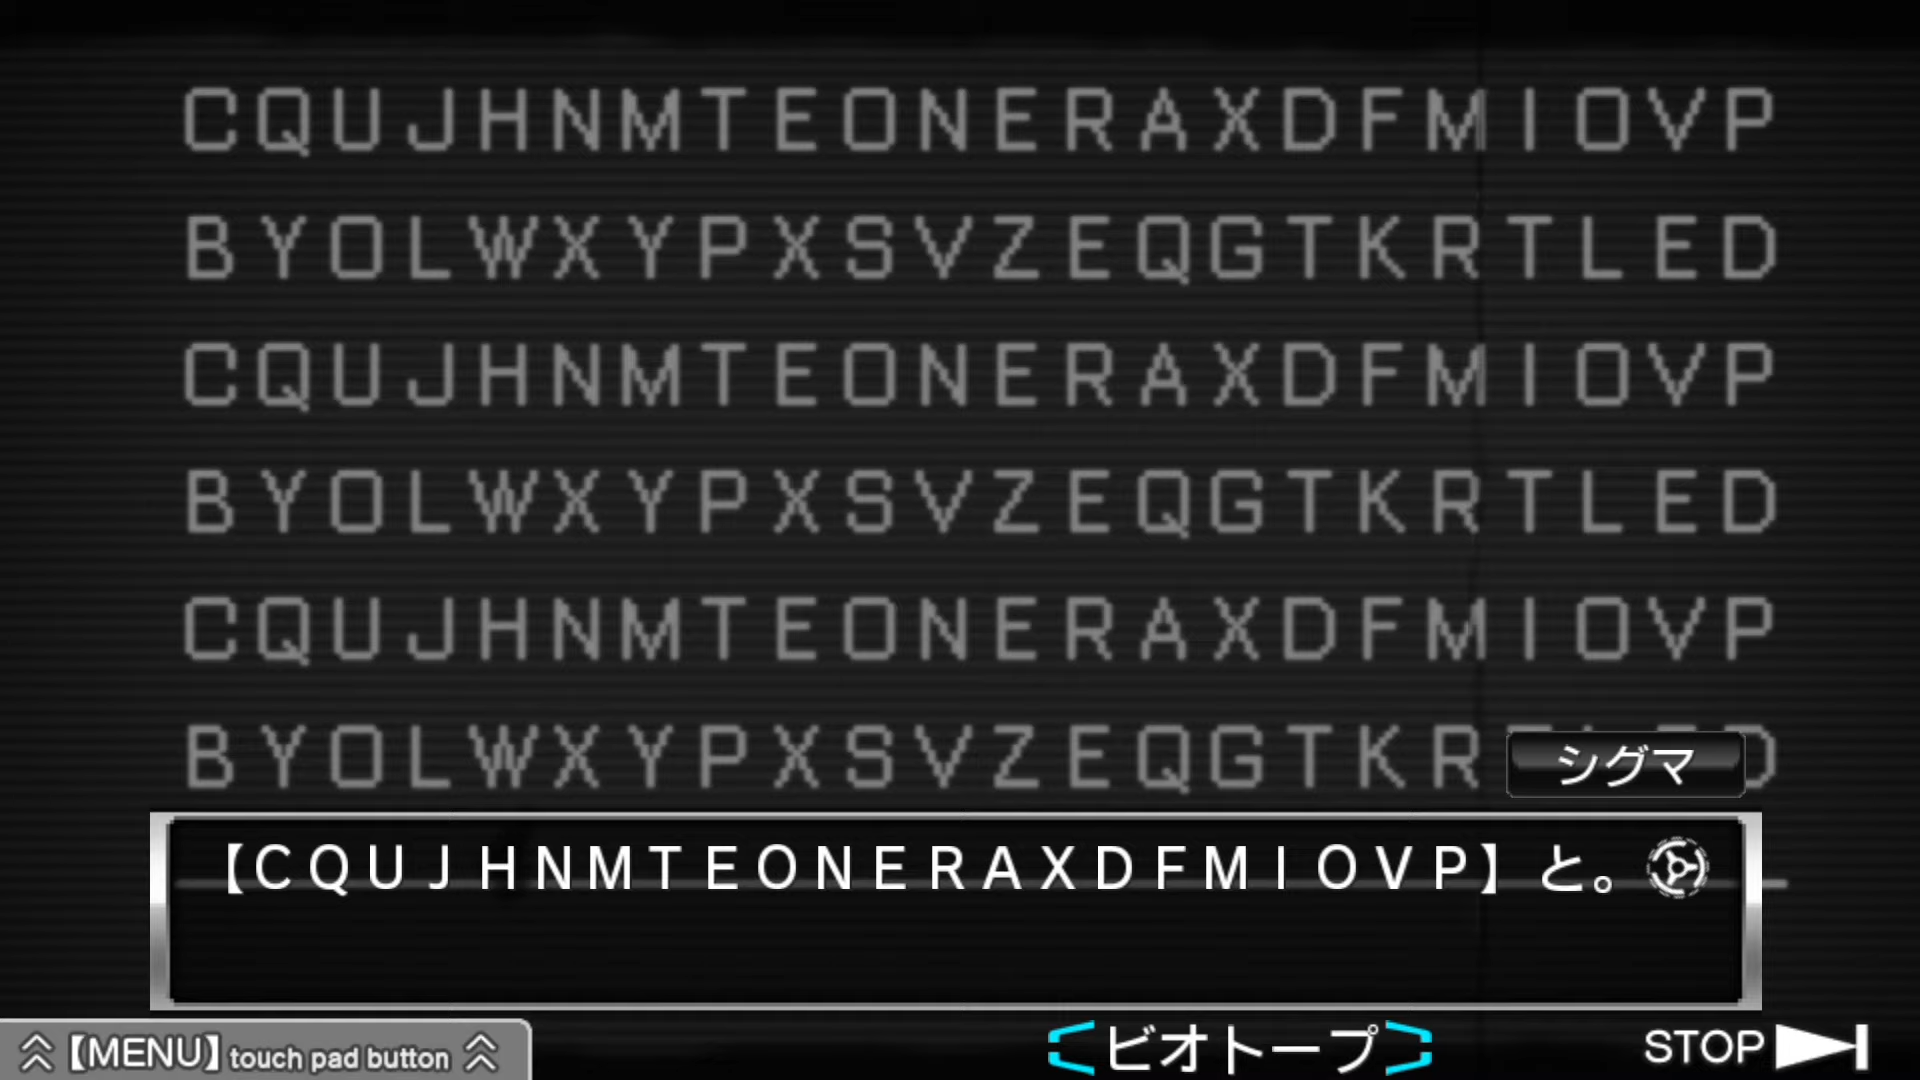 CQUJHNMTEONERAXDFMIOVP
BYOLWXYPXSVZEQGTKRTLED
CQUJHNMTEONERAXDFMIOVP
BYOLWXYPXSVZEQGTKRTLED
CQUJHNMTEONERAXDFMIOVP
BYOLWXYPXSVZEQGTKR D
シグマ
【CQUJHNMTEONERAXDFMIOVP】と。
【MENU】touch pad button
ビオトープ
STOP